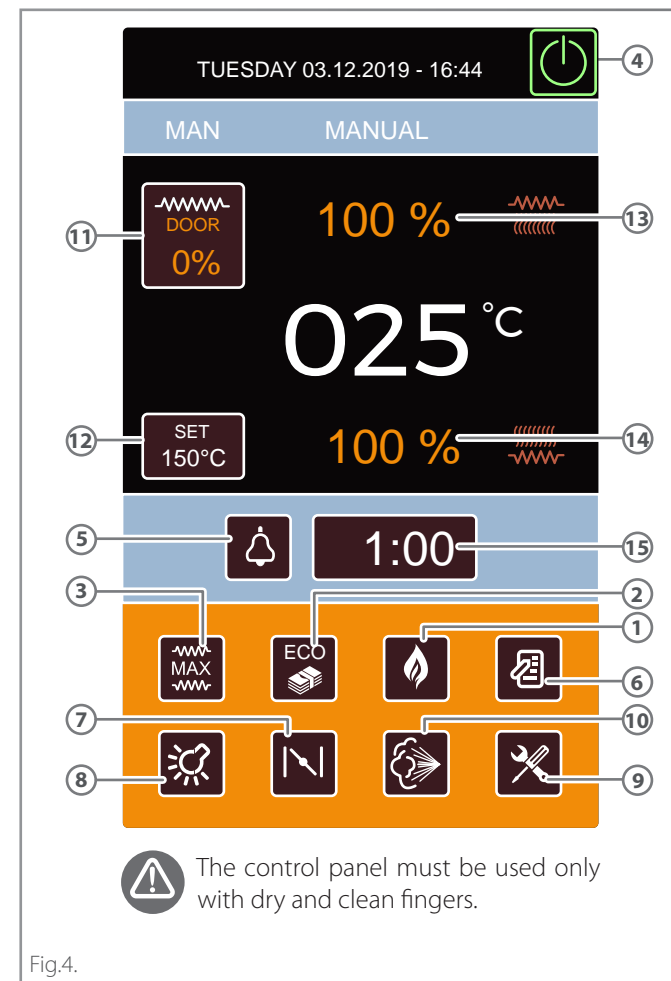 TUESDAY 03.12.2019 - 16:44
4
MAN MANUAL
11
DOOR
0%
100 %
13
025 °C
12
SET
150°C
100 %
14
5
1:00
15
3
2
1
MAX
ECO
6
7
10
8
9
The control panel must be used only
with dry and clean fingers.
Fig.4.